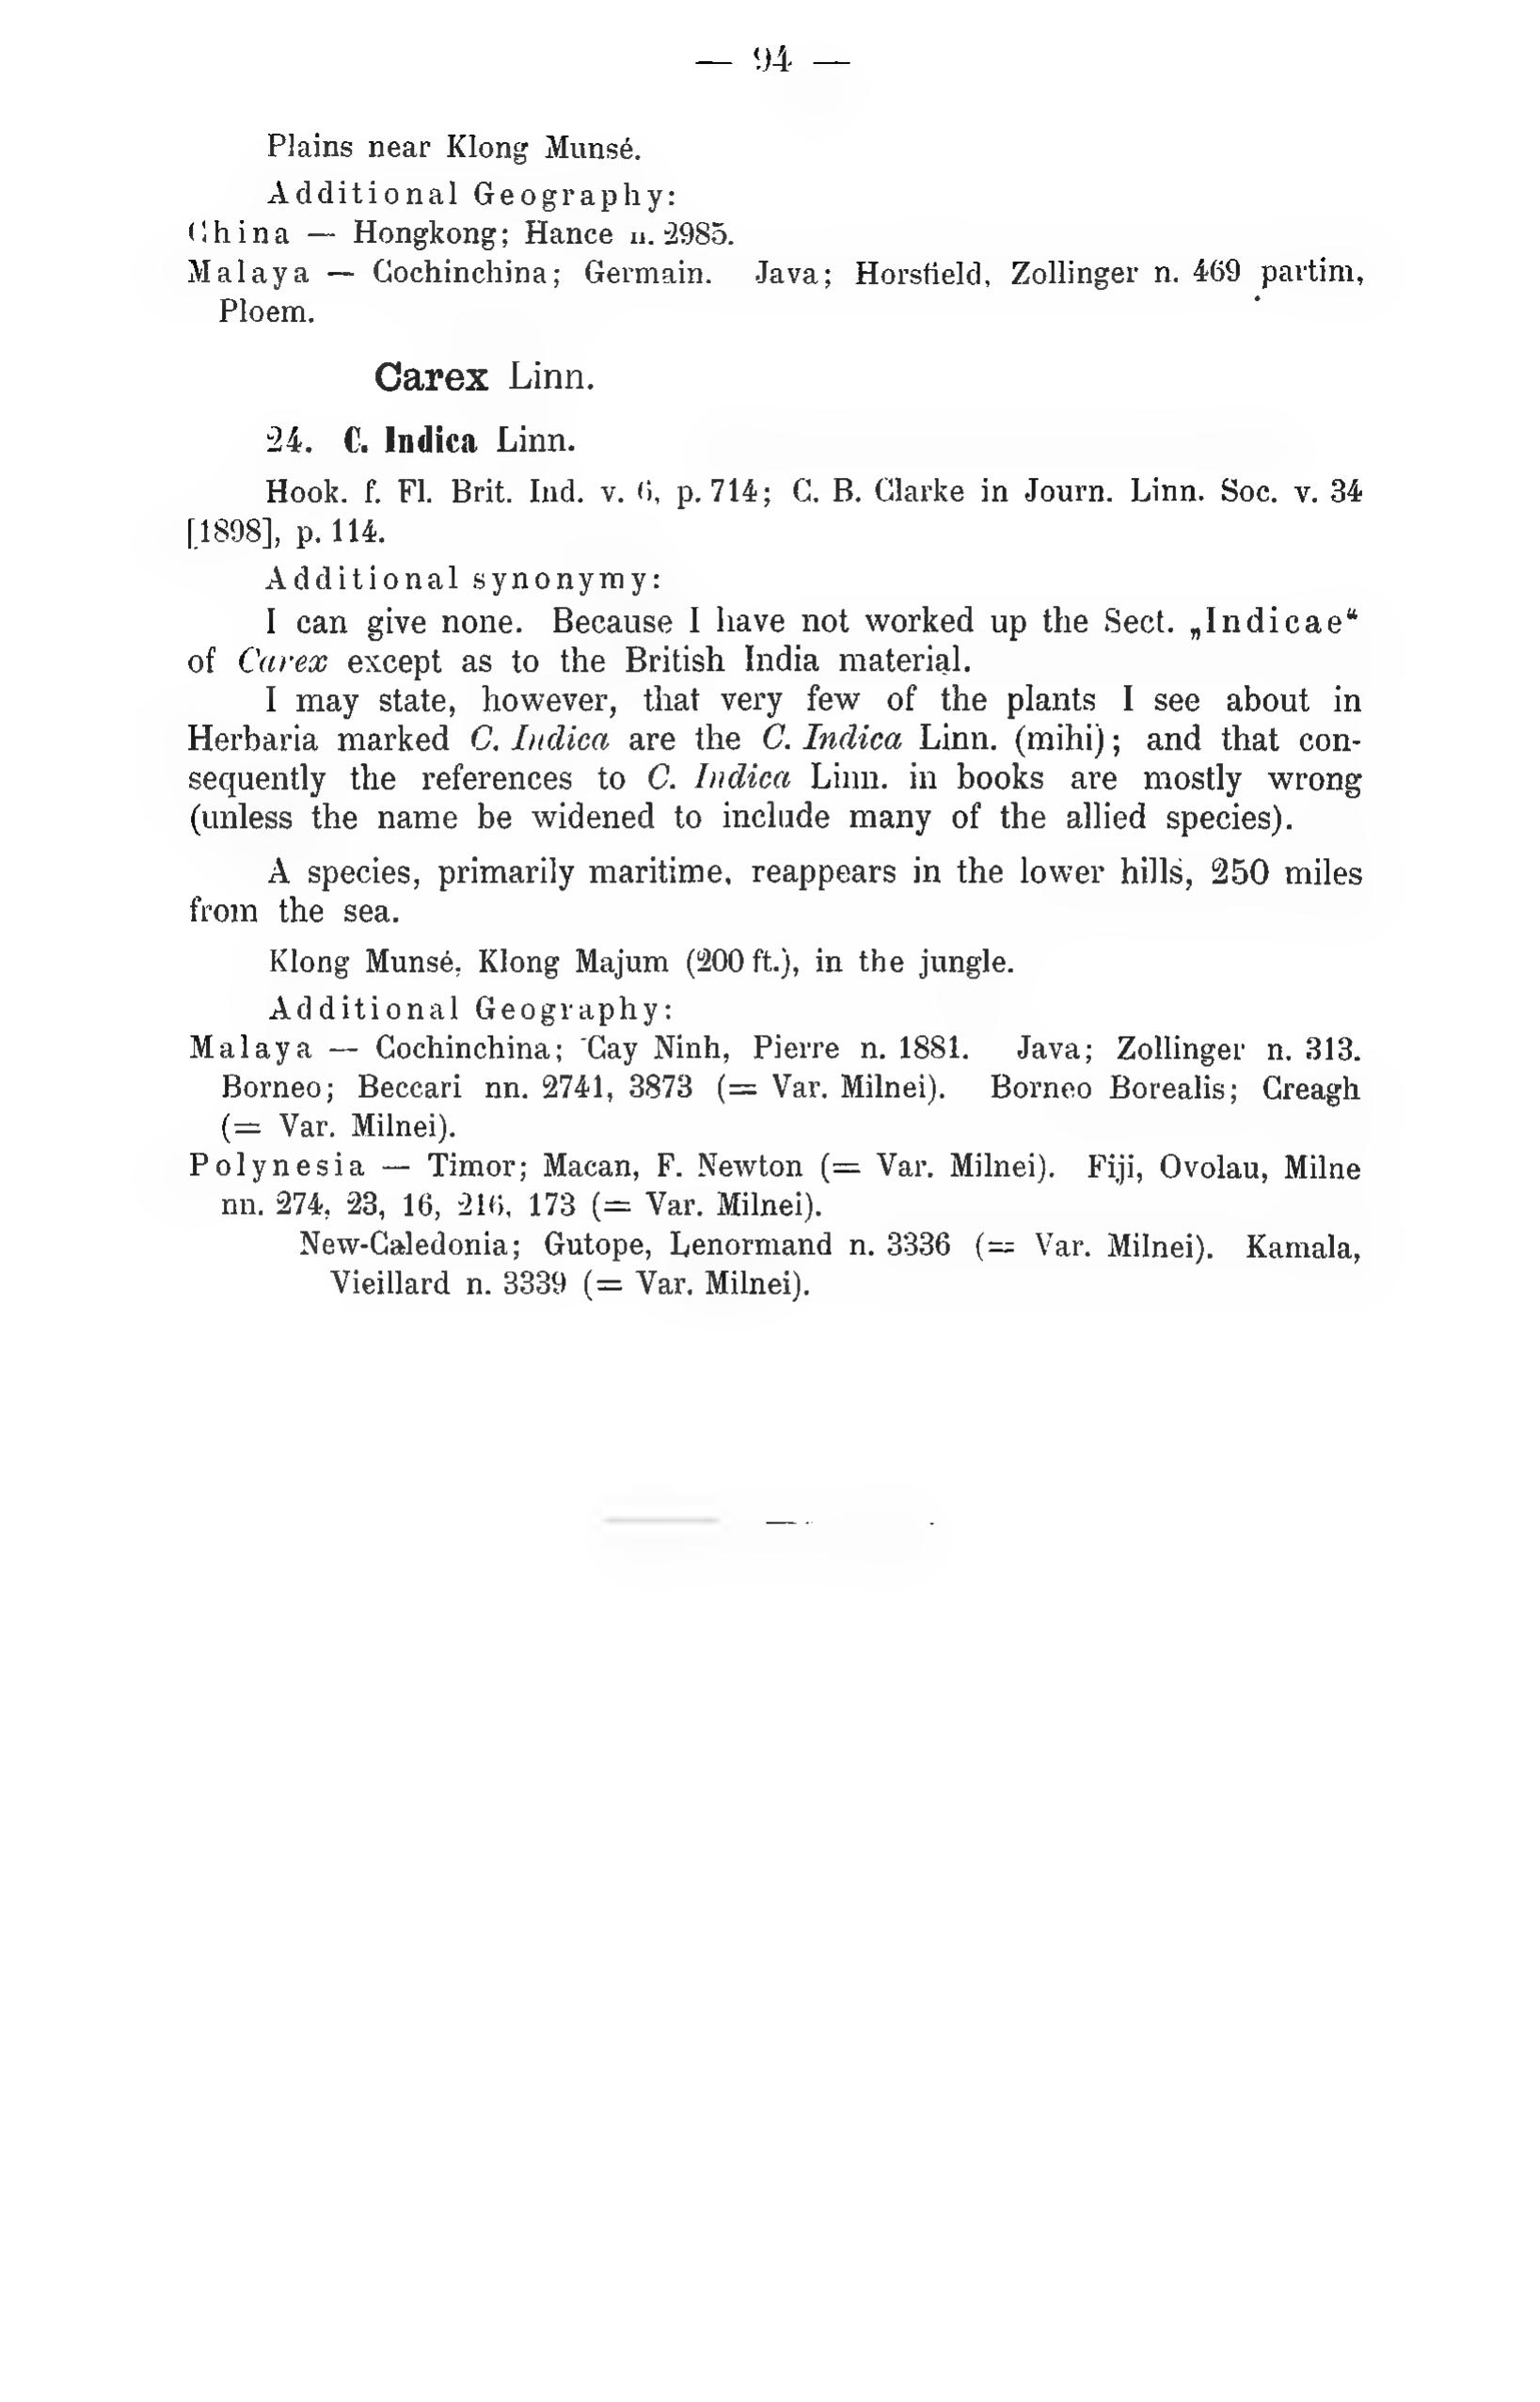 — 94 —
Plains near Klong Munsé.
Additional Geography:
China — Hongkong; Hance n. 2985.
Malaya — Cochinchina; Germain. Java; Horsfield, Zollinger n. 469 partim,
Ploem.
Carex Linn.
24. C. Indica Linn.
Hook. f. Fl. Brit. Ind. v. 6, p. 714; C. B. Clarke in Journ. Linn. Soc. v. 34
[1898], p. 114.
Additional synonymy:
I can give none. Because I have not worked up the Sect. „Indicae“
of Carex except as to the British India material.
I may state, however, that very few of the plants I see about in
Herbaria marked C. Indica are the C. Indica Linn. (mihi); and that con-
sequently the references to C. Indica Linn. in books are mostly wrong
(unless the name be widened to include many of the allied species).
A species, primarily maritime, reappears in the lower hills, 250 miles
from the sea.
Klong Munsé, Klong Majum (200 ft.), in the jungle.
Additional Geography:
Malaya — Cochinchina; Cay Ninh, Pierre n. 1881. Java; Zollinger n. 313.
Borneo; Beccari nn. 2741, 3873 (= Var. Milnei). Borneo Borealis; Creagh
(= Var. Milnei).
Polynesia — Timor; Macan, F. Newton (= Var. Milnei). Fiji, Ovolau, Milne
nn. 274, 23, 16, 216, 173 (= Var. Milnei).
New-Caledonia; Gutope, Lenormand n. 3336 (= Var. Milnei). Kamala,
Vieillard n. 3339 (= Var. Milnei).